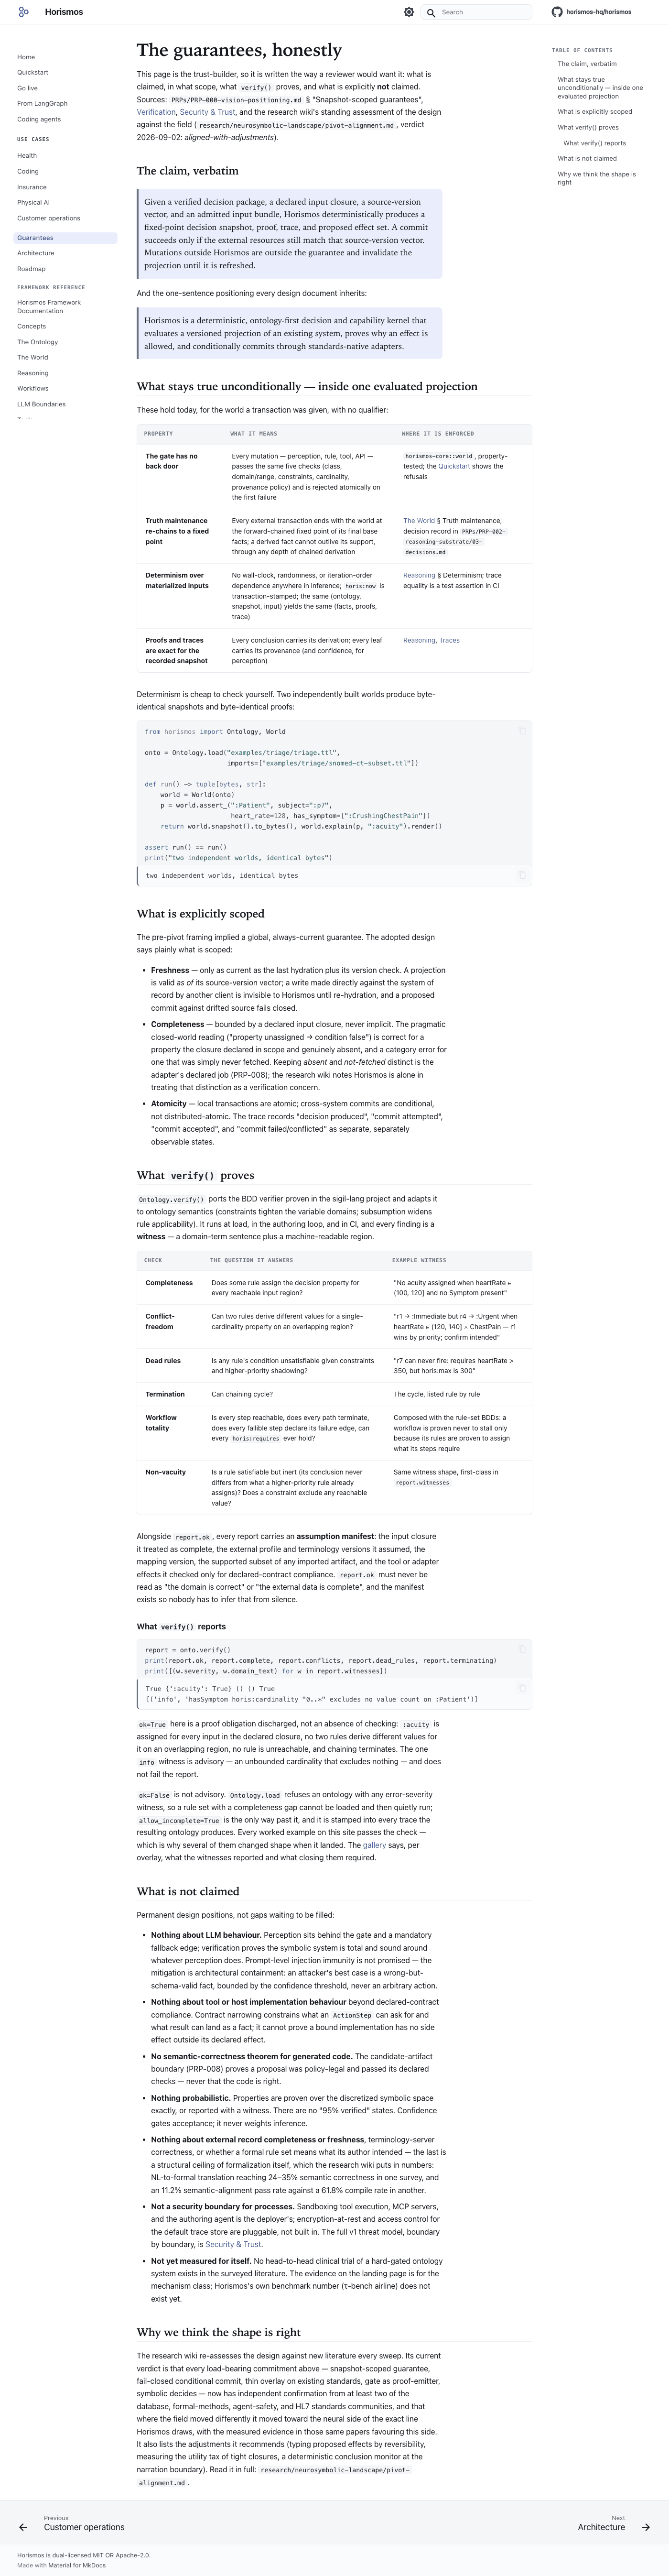 Horismos
Search
horismos-hq/horismos
Home
Quickstart
Go live
From LangGraph
Coding agents
USE CASES
Health
Coding
Insurance
Physical AI
Customer operations
Guarantees
Architecture
Roadmap
FRAMEWORK REFERENCE
Horismos Framework
Documentation
Concepts
The Ontology
The World
Reasoning
Workflows
LLM Boundaries
TABLE OF CONTENTS
The claim, verbatim
What stays true
unconditionally — inside one
evaluated projection
What is explicitly scoped
What verify() proves
What verify() reports
What is not claimed
Why we think the shape is
right
The guarantees, honestly
This page is the trust-builder, so it is written the way a reviewer would want it: what is
claimed, in what scope, what verify() proves, and what is explicitly not claimed.
Sources: PRPs/PRP-000-vision-positioning.md § "Snapshot-scoped guarantees",
Verification, Security & Trust, and the research wiki's standing assessment of the design
against the field ( research/neurosymbolic-landscape/pivot-alignment.md , verdict
2026-09-02: aligned-with-adjustments).
The claim, verbatim
Given a verified decision package, a declared input closure, a source-version
vector, and an admitted input bundle, Horismos deterministically produces a
fixed-point decision snapshot, proof, trace, and proposed effect set. A commit
succeeds only if the external resources still match that source-version vector.
Mutations outside Horismos are outside the guarantee and invalidate the
projection until it is refreshed.
And the one-sentence positioning every design document inherits:
Horismos is a deterministic, ontology-first decision and capability kernel that
evaluates a versioned projection of an existing system, proves why an effect is
allowed, and conditionally commits through standards-native adapters.
What stays true unconditionally — inside one evaluated projection
These hold today, for the world a transaction was given, with no qualifier:
PROPERTY WHAT IT MEANS WHERE IT IS ENFORCED
The gate has no
back door
Every mutation — perception, rule, tool, API —
passes the same five checks (class,
domain/range, constraints, cardinality,
provenance policy) and is rejected atomically on
the first failure
horismos-core::world , property-
tested; the Quickstart shows the
refusals
Truth maintenance
re-chains to a fixed
point
Every external transaction ends with the world at
the forward-chained fixed point of its final base
facts; a derived fact cannot outlive its support,
through any depth of chained derivation
The World § Truth maintenance;
decision record in PRPs/PRP-002-
reasoning-substrate/03-
decisions.md
Determinism over
materialized inputs
No wall-clock, randomness, or iteration-order
dependence anywhere in inference; horis:now is
transaction-stamped; the same (ontology,
snapshot, input) yields the same (facts, proofs,
trace)
Reasoning § Determinism; trace
equality is a test assertion in CI
Proofs and traces
are exact for the
recorded snapshot
Every conclusion carries its derivation; every leaf
carries its provenance (and confidence, for
perception)
Reasoning, Traces
Determinism is cheap to check yourself. Two independently built worlds produce byte-
identical snapshots and byte-identical proofs:
from horismos import Ontology, World
onto = Ontology.load("examples/triage/triage.ttl",
imports=["examples/triage/snomed-ct-subset.ttl"])
def run() -> tuple[bytes, str]:
world = World(onto)
p = world.assert_(":Patient", subject=":p7",
heart_rate=128, has_symptom=[":CrushingChestPain"])
return world.snapshot().to_bytes(), world.explain(p, ":acuity").render()
assert run() == run()
print("two independent worlds, identical bytes")
two independent worlds, identical bytes
What is explicitly scoped
The pre-pivot framing implied a global, always-current guarantee. The adopted design
says plainly what is scoped:
• Freshness — only as current as the last hydration plus its version check. A projection
is valid as of its source-version vector; a write made directly against the system of
record by another client is invisible to Horismos until re-hydration, and a proposed
commit against drifted source fails closed.
• Completeness — bounded by a declared input closure, never implicit. The pragmatic
closed-world reading ("property unassigned → condition false") is correct for a
property the closure declared in scope and genuinely absent, and a category error for
one that was simply never fetched. Keeping absent and not-fetched distinct is the
adapter's declared job (PRP-008); the research wiki notes Horismos is alone in
treating that distinction as a verification concern.
• Atomicity — local transactions are atomic; cross-system commits are conditional,
not distributed-atomic. The trace records "decision produced", "commit attempted",
"commit accepted", and "commit failed/conflicted" as separate, separately
observable states.
What verify() proves
Ontology.verify() ports the BDD verifier proven in the sigil-lang project and adapts it
to ontology semantics (constraints tighten the variable domains; subsumption widens
rule applicability). It runs at load, in the authoring loop, and in CI, and every finding is a
witness — a domain-term sentence plus a machine-readable region.
CHECK THE QUESTION IT ANSWERS EXAMPLE WITNESS
Completeness
Does some rule assign the decision property for
every reachable input region?
"No acuity assigned when heartRate ∈
(100, 120] and no Symptom present"
Conflict-
freedom
Can two rules derive different values for a single-
cardinality property on an overlapping region?
"r1 → :Immediate but r4 → :Urgent when
heartRate ∈ (120, 140] ∧ ChestPain — r1
wins by priority; confirm intended"
Dead rules
Is any rule's condition unsatisfiable given constraints
and higher-priority shadowing?
"r7 can never fire: requires heartRate >
350, but horis:max is 300"
Termination
Can chaining cycle?
The cycle, listed rule by rule
Workflow
totality
Is every step reachable, does every path terminate,
does every fallible step declare its failure edge, can
every horis:requires ever hold?
Composed with the rule-set BDDs: a
workflow is proven never to stall only
because its rules are proven to assign
what its steps require
Non-vacuity
Is a rule satisfiable but inert (its conclusion never
differs from what a higher-priority rule already
assigns)? Does a constraint exclude any reachable
value?
Same witness shape, first-class in
report.witnesses
Alongside report.ok , every report carries an assumption manifest: the input closure
it treated as complete, the external profile and terminology versions it assumed, the
mapping version, the supported subset of any imported artifact, and the tool or adapter
effects it checked only for declared-contract compliance. report.ok must never be
read as "the domain is correct" or "the external data is complete", and the manifest
exists so nobody has to infer that from silence.
What verify() reports
report = onto.verify()
print(report.ok, report.complete, report.conflicts, report.dead_rules, report.terminating)
print([(w.severity, w.domain_text) for w in report.witnesses])
True {':acuity': True} () () True
[('info', 'hasSymptom horis:cardinality "0..*" excludes no value count on :Patient')]
ok=True here is a proof obligation discharged, not an absence of checking: :acuity is
assigned for every input in the declared closure, no two rules derive different values for
it on an overlapping region, no rule is unreachable, and chaining terminates. The one
info witness is advisory — an unbounded cardinality that excludes nothing — and does
not fail the report.
ok=False is not advisory. Ontology.load refuses an ontology with any error-severity
witness, so a rule set with a completeness gap cannot be loaded and then quietly run;
allow_incomplete=True is the only way past it, and it is stamped into every trace the
resulting ontology produces. Every worked example on this site passes the check —
which is why several of them changed shape when it landed. The gallery says, per
overlay, what the witnesses reported and what closing them required.
What is not claimed
Permanent design positions, not gaps waiting to be filled:
• Nothing about LLM behaviour. Perception sits behind the gate and a mandatory
fallback edge; verification proves the symbolic system is total and sound around
whatever perception does. Prompt-level injection immunity is not promised — the
mitigation is architectural containment: an attacker's best case is a wrong-but-
schema-valid fact, bounded by the confidence threshold, never an arbitrary action.
• Nothing about tool or host implementation behaviour beyond declared-contract
compliance. Contract narrowing constrains what an ActionStep can ask for and
what result can land as a fact; it cannot prove a bound implementation has no side
effect outside its declared effect.
• No semantic-correctness theorem for generated code. The candidate-artifact
boundary (PRP-008) proves a proposal was policy-legal and passed its declared
checks — never that the code is right.
• Nothing probabilistic. Properties are proven over the discretized symbolic space
exactly, or reported with a witness. There are no "95% verified" states. Confidence
gates acceptance; it never weights inference.
• Nothing about external record completeness or freshness, terminology-server
correctness, or whether a formal rule set means what its author intended — the last is
a structural ceiling of formalization itself, which the research wiki puts in numbers:
NL-to-formal translation reaching 24–35% semantic correctness in one survey, and
an 11.2% semantic-alignment pass rate against a 61.8% compile rate in another.
• Not a security boundary for processes. Sandboxing tool execution, MCP servers,
and the authoring agent is the deployer's; encryption-at-rest and access control for
the default trace store are pluggable, not built in. The full v1 threat model, boundary
by boundary, is Security & Trust.
• Not yet measured for itself. No head-to-head clinical trial of a hard-gated ontology
system exists in the surveyed literature. The evidence on the landing page is for the
mechanism class; Horismos's own benchmark number (τ-bench airline) does not
exist yet.
Why we think the shape is right
The research wiki re-assesses the design against new literature every sweep. Its current
verdict is that every load-bearing commitment above — snapshot-scoped guarantee,
fail-closed conditional commit, thin overlay on existing standards, gate as proof-emitter,
symbolic decides — now has independent confirmation from at least two of the
database, formal-methods, agent-safety, and HL7 standards communities, and that
where the field moved differently it moved toward the neural side of the exact line
Horismos draws, with the measured evidence in those same papers favouring this side.
It also lists the adjustments it recommends (typing proposed effects by reversibility,
measuring the utility tax of tight closures, a deterministic conclusion monitor at the
narration boundary). Read it in full: research/neurosymbolic-landscape/pivot-
alignment.md .
Previous
Customer operations
Next
Architecture
Horismos is dual-licensed MIT OR Apache-2.0.
Made with Material for MkDocs